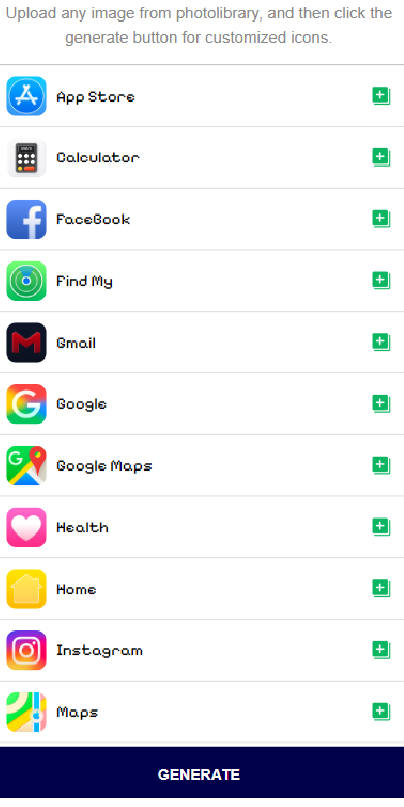 Upload any image from photolibrary, and then click the
generate button for customized icons.
App Store
Calculator
FaceBook
Find My
Gmail
Google
G
Google Maps
Health
Home
Instagram
Maps
GENERATE